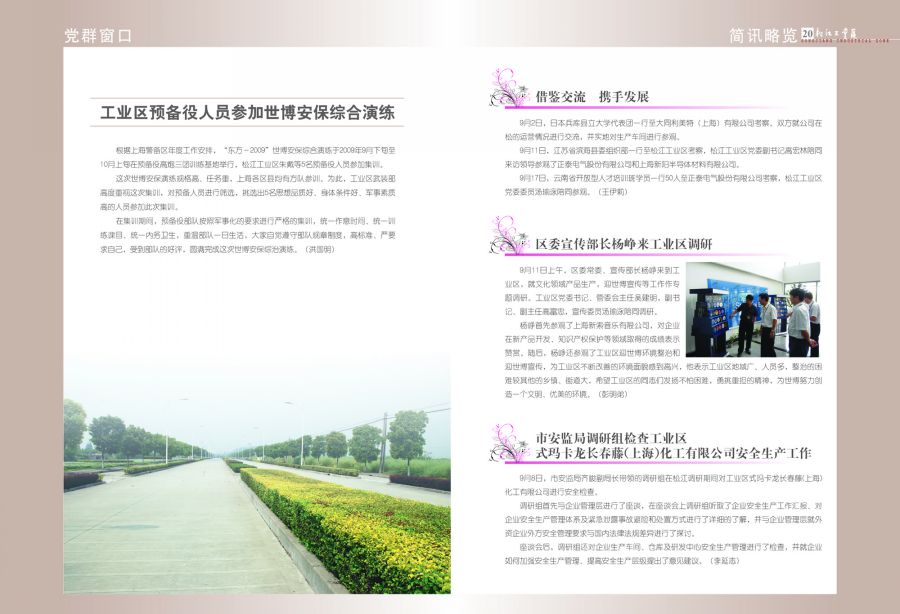 党群窗口
工业区预备役人员参加世博安保综合演练
根据上海警备区年度工作安排，“东方－2009”世博安保综合演练于2009年9月下旬至
10月上旬在预备役高炮三团训练基地举行，松江工业区朱戴等5名预备役人员参加集训。
这次世博安保演练规格高、任务重，上海各区县均有方队参训。为此，工业区武装部
高度重视这次集训，对预备人员进行筛选，挑选出5名思想品质好、身体条件好、军事素质
高的人员参加此次集训。
在集训期间，预备役部队按照军事化的要求进行严格的集训，统一作息时间、统一训
练课目、统一内务卫生，重温部队一日生活，大家自觉遵守部队规章制度，高标准、严要
求自己，受到部队的好评，圆满完成这次世博安保综治演练。（洪国明）
简讯略览 20 松江工业区
借鉴交流 携手发展
9月2日，日本兵库县立大学代表团一行至大同利美特（上海）有限公司考察。双方就公司在
松的运营情况进行交流，并实地对生产车间进行参观。
9月11日，江苏省滨海县委组织部一行至松江工业区考察，松江工业区党委副书记高宏林陪同
来访领导参观了正泰电气股份有限公司和上海新阳半导体材料有限公司。
9月17日，云南省开放型人才培训班学员一行50人至正泰电气股份有限公司考察，松江工业区
党委委员汤瑜泳陪同参观。（王伊莉）
区委宣传部长杨峥来工业区调研
9月11日上午，区委常委、宣传部长杨峥来到工
业区，就文化领域产品生产、迎世博宣传等工作作专
题调研。工业区党委书记、管委会主任吴建明，副书
记、副主任高富忠，宣传委员汤瑜泳陪同调研。
杨峥首先参观了上海新索音乐有限公司，对企业
在新产品开发、知识产权保护等领域取得的成绩表示
赞赏。随后，杨峥还参观了工业区迎世博环境整治和
迎世博宣传，为工业区不断改善的环境面貌感到高兴，他表示工业区地域广、人员多，整治的困
难较其他的乡镇、街道大，希望工业区的同志们发扬不怕困难，勇挑重担的精神，为世博努力创
造一个文明、优美的环境。（彭明弟）
市安监局调研组检查工业区
式玛卡龙长春藤(上海)化工有限公司安全生产工作
9月8日，市安监局齐峻副局长带领的调研组在松江调研期间对工业区式玛卡龙长春藤(上海)
化工有限公司进行安全检查。
调研组首先与企业管理层进行了座谈，在座谈会上调研组听取了企业安全生产工作汇报、对
企业安全生产管理体系及紧急泄露事故避险和处置方式进行了详细的了解，并与企业管理层就外
资企业外方安全管理要求与国内法律法规差异进行了探讨。
座谈会后，调研组还对企业生产车间、仓库及研发中心安全生产管理进行了检查，并就企业
如何加强安全生产管理、提高安全生产层级提出了意见建议。（李延志）